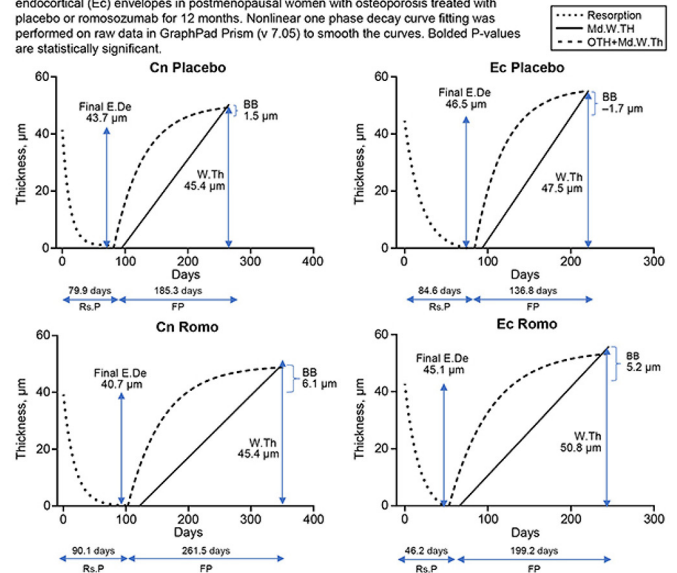 endocortical (Ec) envelopes in postmenopausal women with osteoporosis treated with
placebo or romosozumab for 12 months. Nonlinear one phase decay curve fitting was
performed on raw data in GraphPad Prism (v 7.05) to smooth the curves. Bolded P-values
are statistically significant.
Resorption
Md.W.TH
OTH+Md.W.Th
Cn Placebo
60
40
20
0
Thickness, µm
Final E.De
43.7 µm
BB
1.5 µm
W.Th
45.4 µm
0 100 200 300 400
Days
79.9 days 185.3 days
Rs.P FP
Ec Placebo
60
40
20
0
Thickness, µm
Final E.De
46.5 µm
BB
–1.7 µm
W.Th
47.5 µm
0 100 200 300
Days
84.6 days 136.8 days
Rs.P FP
Cn Romo
60
40
20
0
Thickness, µm
Final E.De
40.7 µm
BB
6.1 µm
W.Th
45.4 µm
0 100 200 300 400
Days
90.1 days 261.5 days
Rs.P FP
Ec Romo
60
40
20
0
Thickness, µm
Final E.De
45.1 µm
BB
5.2 µm
W.Th
50.8 µm
0 100 200 300
Days
46.2 days 199.2 days
Rs.P FP